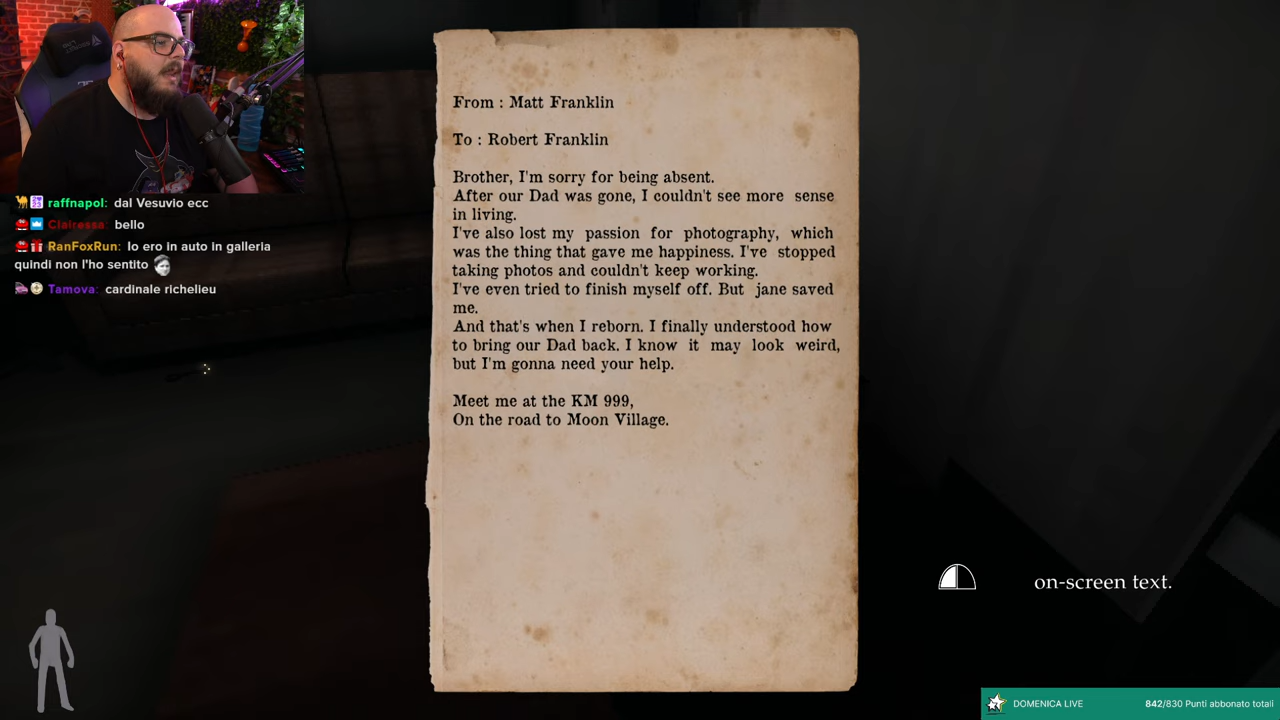 From : Matt Franklin
To : Robert Franklin
Brother, I'm sorry for being absent.
After our Dad was gone, I couldn't see more sense
in living.
I've also lost my passion for photography, which
was the thing that gave me happiness. I've stopped
taking photos and couldn't keep working.
I've even tried to finish myself off. But jane saved
me.
And that's when I reborn. I finally understood how
to bring our Dad back. I know it may look weird,
but I'm gonna need your help.
Meet me at the KM 999,
On the road to Moon Village.
raffnapol: dal Vesuvio ecc
Clairessa: bello
RanFoxRun: Io ero in auto in galleria
quindi non l'ho sentito
Tamova: cardinale richelieu
on-screen text.
DOMENICA LIVE 842/830 Punti abbonato totali